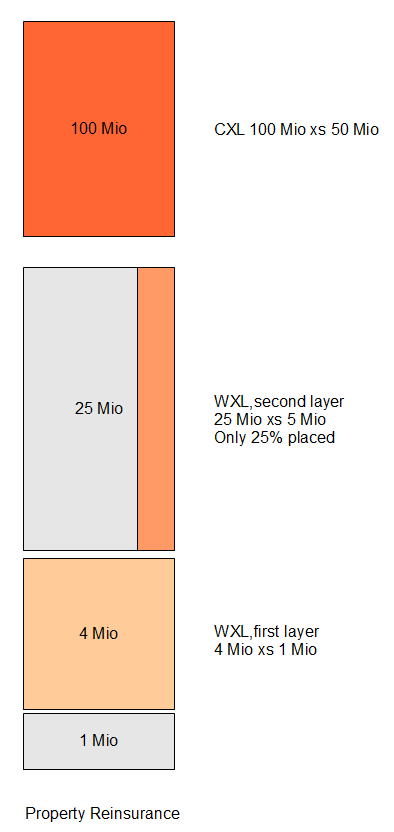 100 Mio
CXL 100 Mio xs 50 Mio
25 Mio
WXL,second layer
25 Mio xs 5 Mio
Only 25% placed
4 Mio
WXL,first layer
4 Mio xs 1 Mio
1 Mio
Property Reinsurance